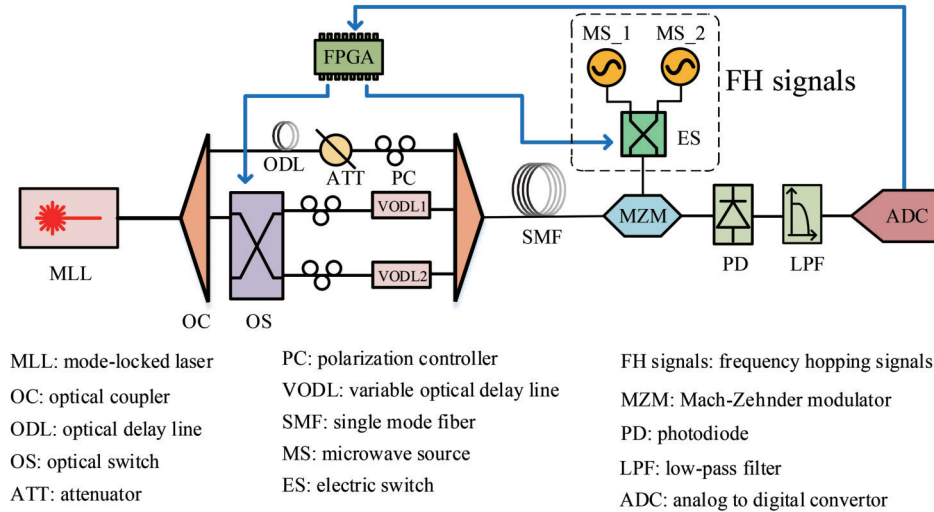 MS_1 MS_2
FPGA
FH signals
ES
ODL
ATT
PC
VODL1
MLL
OC
OS
VODL2
SMF
MZM
PD
LPF
ADC
MLL: mode-locked laser
OC: optical coupler
ODL: optical delay line
OS: optical switch
ATT: attenuator
PC: polarization controller
VODL: variable optical delay line
SMF: single mode fiber
MS: microwave source
ES: electric switch
FH signals: frequency hopping signals
MZM: Mach-Zehnder modulator
PD: photodiode
LPF: low-pass filter
ADC: analog to digital convertor